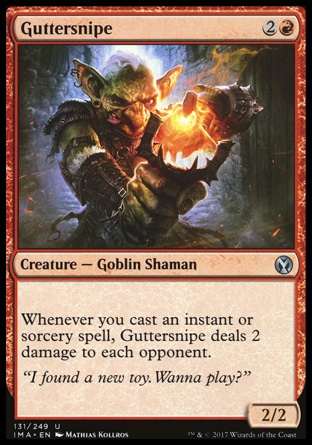 Guttersnipe 2
Creature — Goblin Shaman
Whenever you cast an instant or
sorcery spell, Guttersnipe deals 2
damage to each opponent.
“I found a new toy. Wanna play?”
2/2
131/249 U
IMA • EN Mathias Kollros ™ & © 2017 Wizards of the Coast